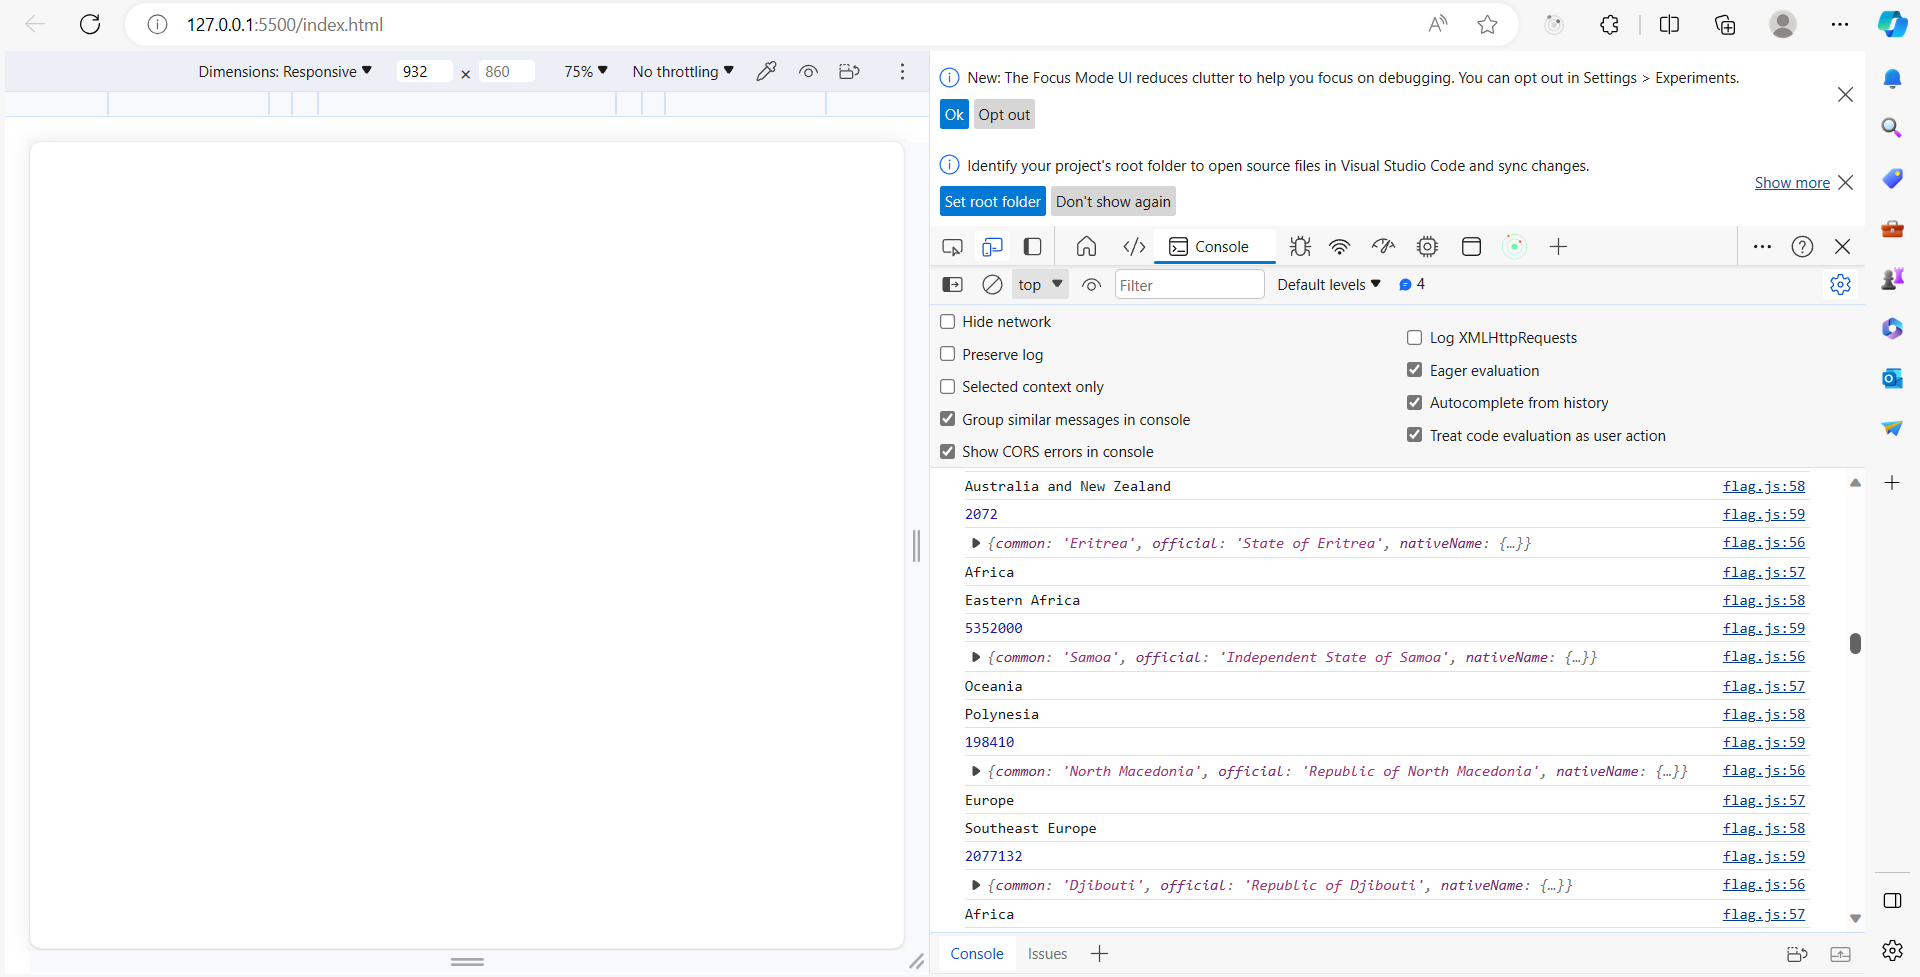 127.0.0.1:5500/index.html
Dimensions: Responsive 932 × 860 75% No throttling
New: The Focus Mode UI reduces clutter to help you focus on debugging. You can opt out in Settings > Experiments.
Ok Opt out
Identify your project's root folder to open source files in Visual Studio Code and sync changes.
Show more
Set root folder Don't show again
Console
top Filter Default levels 4
Hide network
Preserve log
Selected context only
Group similar messages in console
Show CORS errors in console
Log XMLHttpRequests
Eager evaluation
Autocomplete from history
Treat code evaluation as user action
Australia and New Zealand flag.js:58
2072 flag.js:59
{common: 'Eritrea', official: 'State of Eritrea', nativeName: {…}} flag.js:56
Africa flag.js:57
Eastern Africa flag.js:58
5352000 flag.js:59
{common: 'Samoa', official: 'Independent State of Samoa', nativeName: {…}} flag.js:56
Oceania flag.js:57
Polynesia flag.js:58
198410 flag.js:59
{common: 'North Macedonia', official: 'Republic of North Macedonia', nativeName: {…}} flag.js:56
Europe flag.js:57
Southeast Europe flag.js:58
2077132 flag.js:59
{common: 'Djibouti', official: 'Republic of Djibouti', nativeName: {…}} flag.js:56
Africa flag.js:57
Console Issues